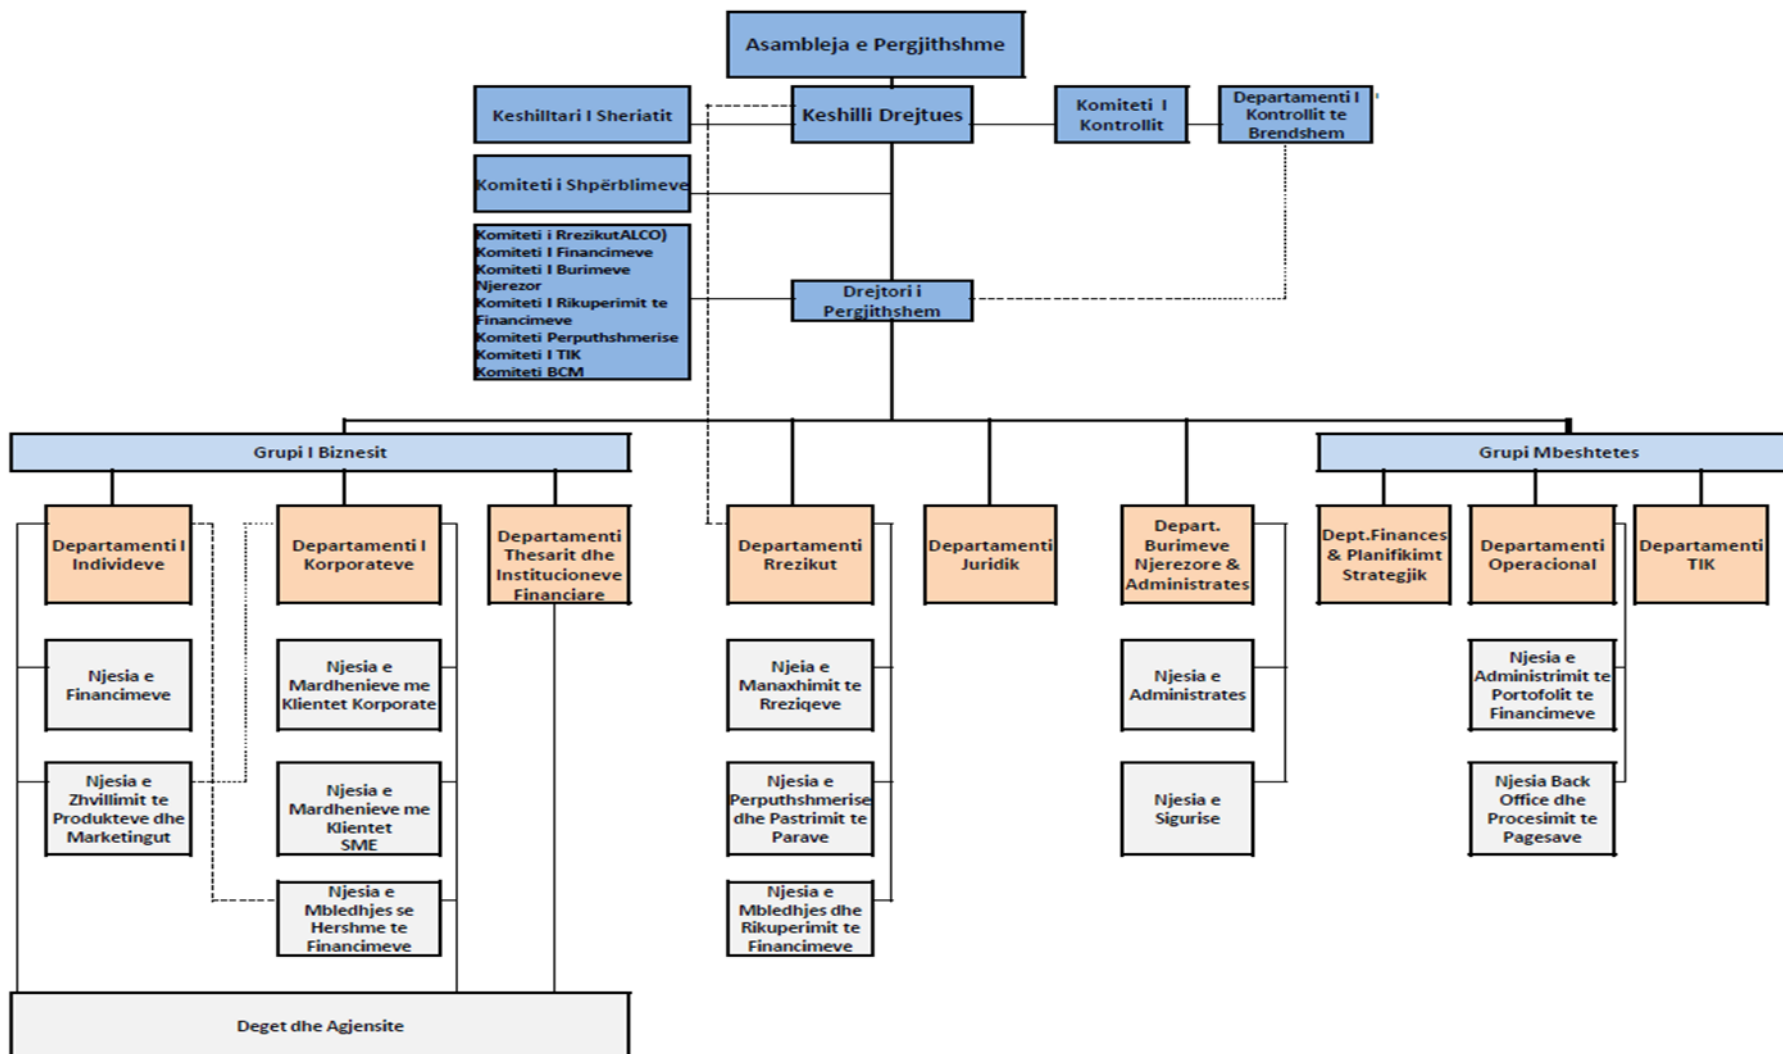 Asambleja e Pergjithshme
Keshilltari I Sheriatit
Keshilli Drejtues
Komiteti I
Kontrollit
Departamenti I
Kontrollit te
Brendshem
Komiteti i Shpërblimeve
Komiteti i RrezikutALCO)
Komiteti I Financimeve
Komiteti I Burimeve
Njerezor
Komiteti I Rikuperimit te
Financimeve
Komiteti Perputhshmerise
Komiteti I TIK
Komiteti BCM
Drejtori i
Pergjithshem
Grupi I Biznesit
Grupi Mbeshtetes
Departamenti I
Individeve
Departamenti I
Korporateve
Departamenti
Thesarit dhe
Institucioneve
Financiare
Departamenti
Rrezikut
Departamenti
Juridik
Depart.
Burimeve
Njerezore &
Administrates
Dept.Finances
& Planifikimt
Strategjik
Departamenti
Operacional
Departamenti
TIK
Njesia e
Financimeve
Njesia e
Mardhenieve me
Klientet Korporate
Njeia e
Manaxhimit te
Rreziqeve
Njesia e
Administrates
Njesia e
Administrimit te
Portofolit te
Financimeve
Njesia e
Zhvillimit te
Produkteve dhe
Marketingut
Njesia e
Mardhenieve me
Klientet
SME
Njesia e
Perputhshmerise
dhe Pastrimit te
Parave
Njesia e
Sigurise
Njesia Back
Office dhe
Procesimit te
Pagesave
Njesia e
Mbledhjes se
Hershme te
Financimeve
Njesia e
Mbledhjes dhe
Rikuperimit te
Financimeve
Deget dhe Agjensite